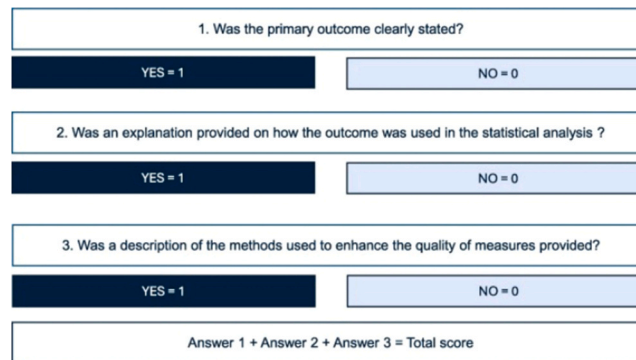 1. Was the primary outcome clearly stated?
YES = 1
NO = 0
2. Was an explanation provided on how the outcome was used in the statistical analysis ?
YES = 1
NO = 0
3. Was a description of the methods used to enhance the quality of measures provided?
YES = 1
NO = 0
Answer 1 + Answer 2 + Answer 3 = Total score